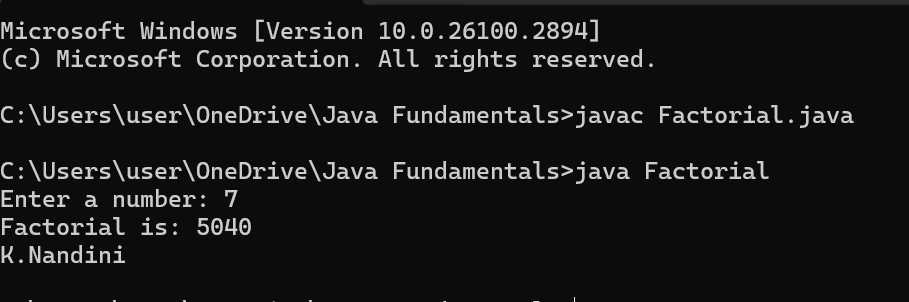 Microsoft Windows [Version 10.0.26100.2894]
(c) Microsoft Corporation. All rights reserved.
C:\Users\user\OneDrive\Java Fundamentals>javac Factorial.java
C:\Users\user\OneDrive\Java Fundamentals>java Factorial
Enter a number: 7
Factorial is: 5040
K.Nandini